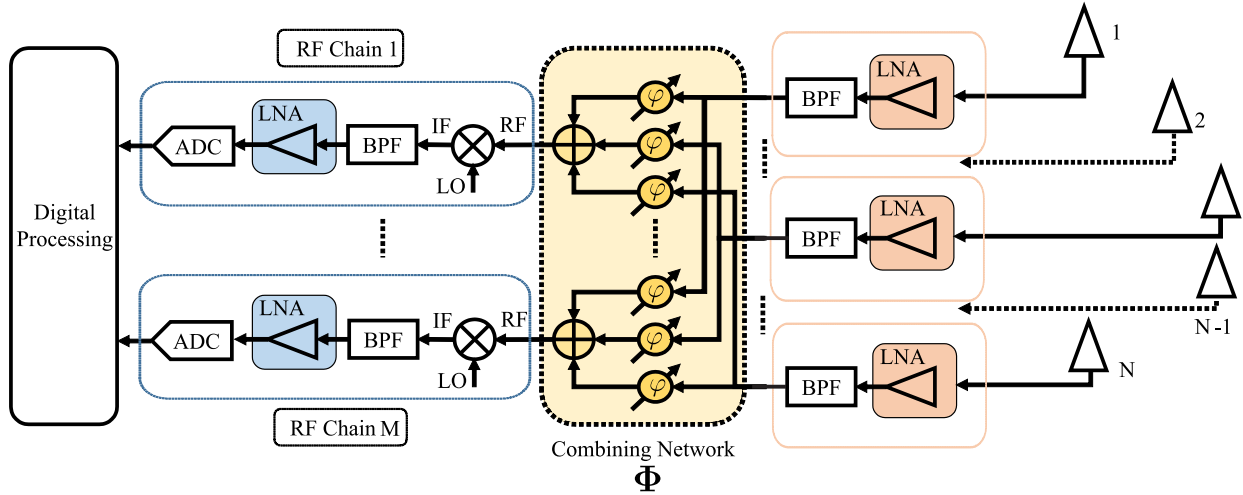 RF Chain 1
LNA
ADC
BPF
IF
RF
LO
φ
φ
φ
BPF
LNA
1
2
Digital
Processing
BPF
LNA
LNA
ADC
BPF
IF
RF
LO
φ
φ
φ
BPF
LNA
N-1
N
RF Chain M
Combining Network
Φ